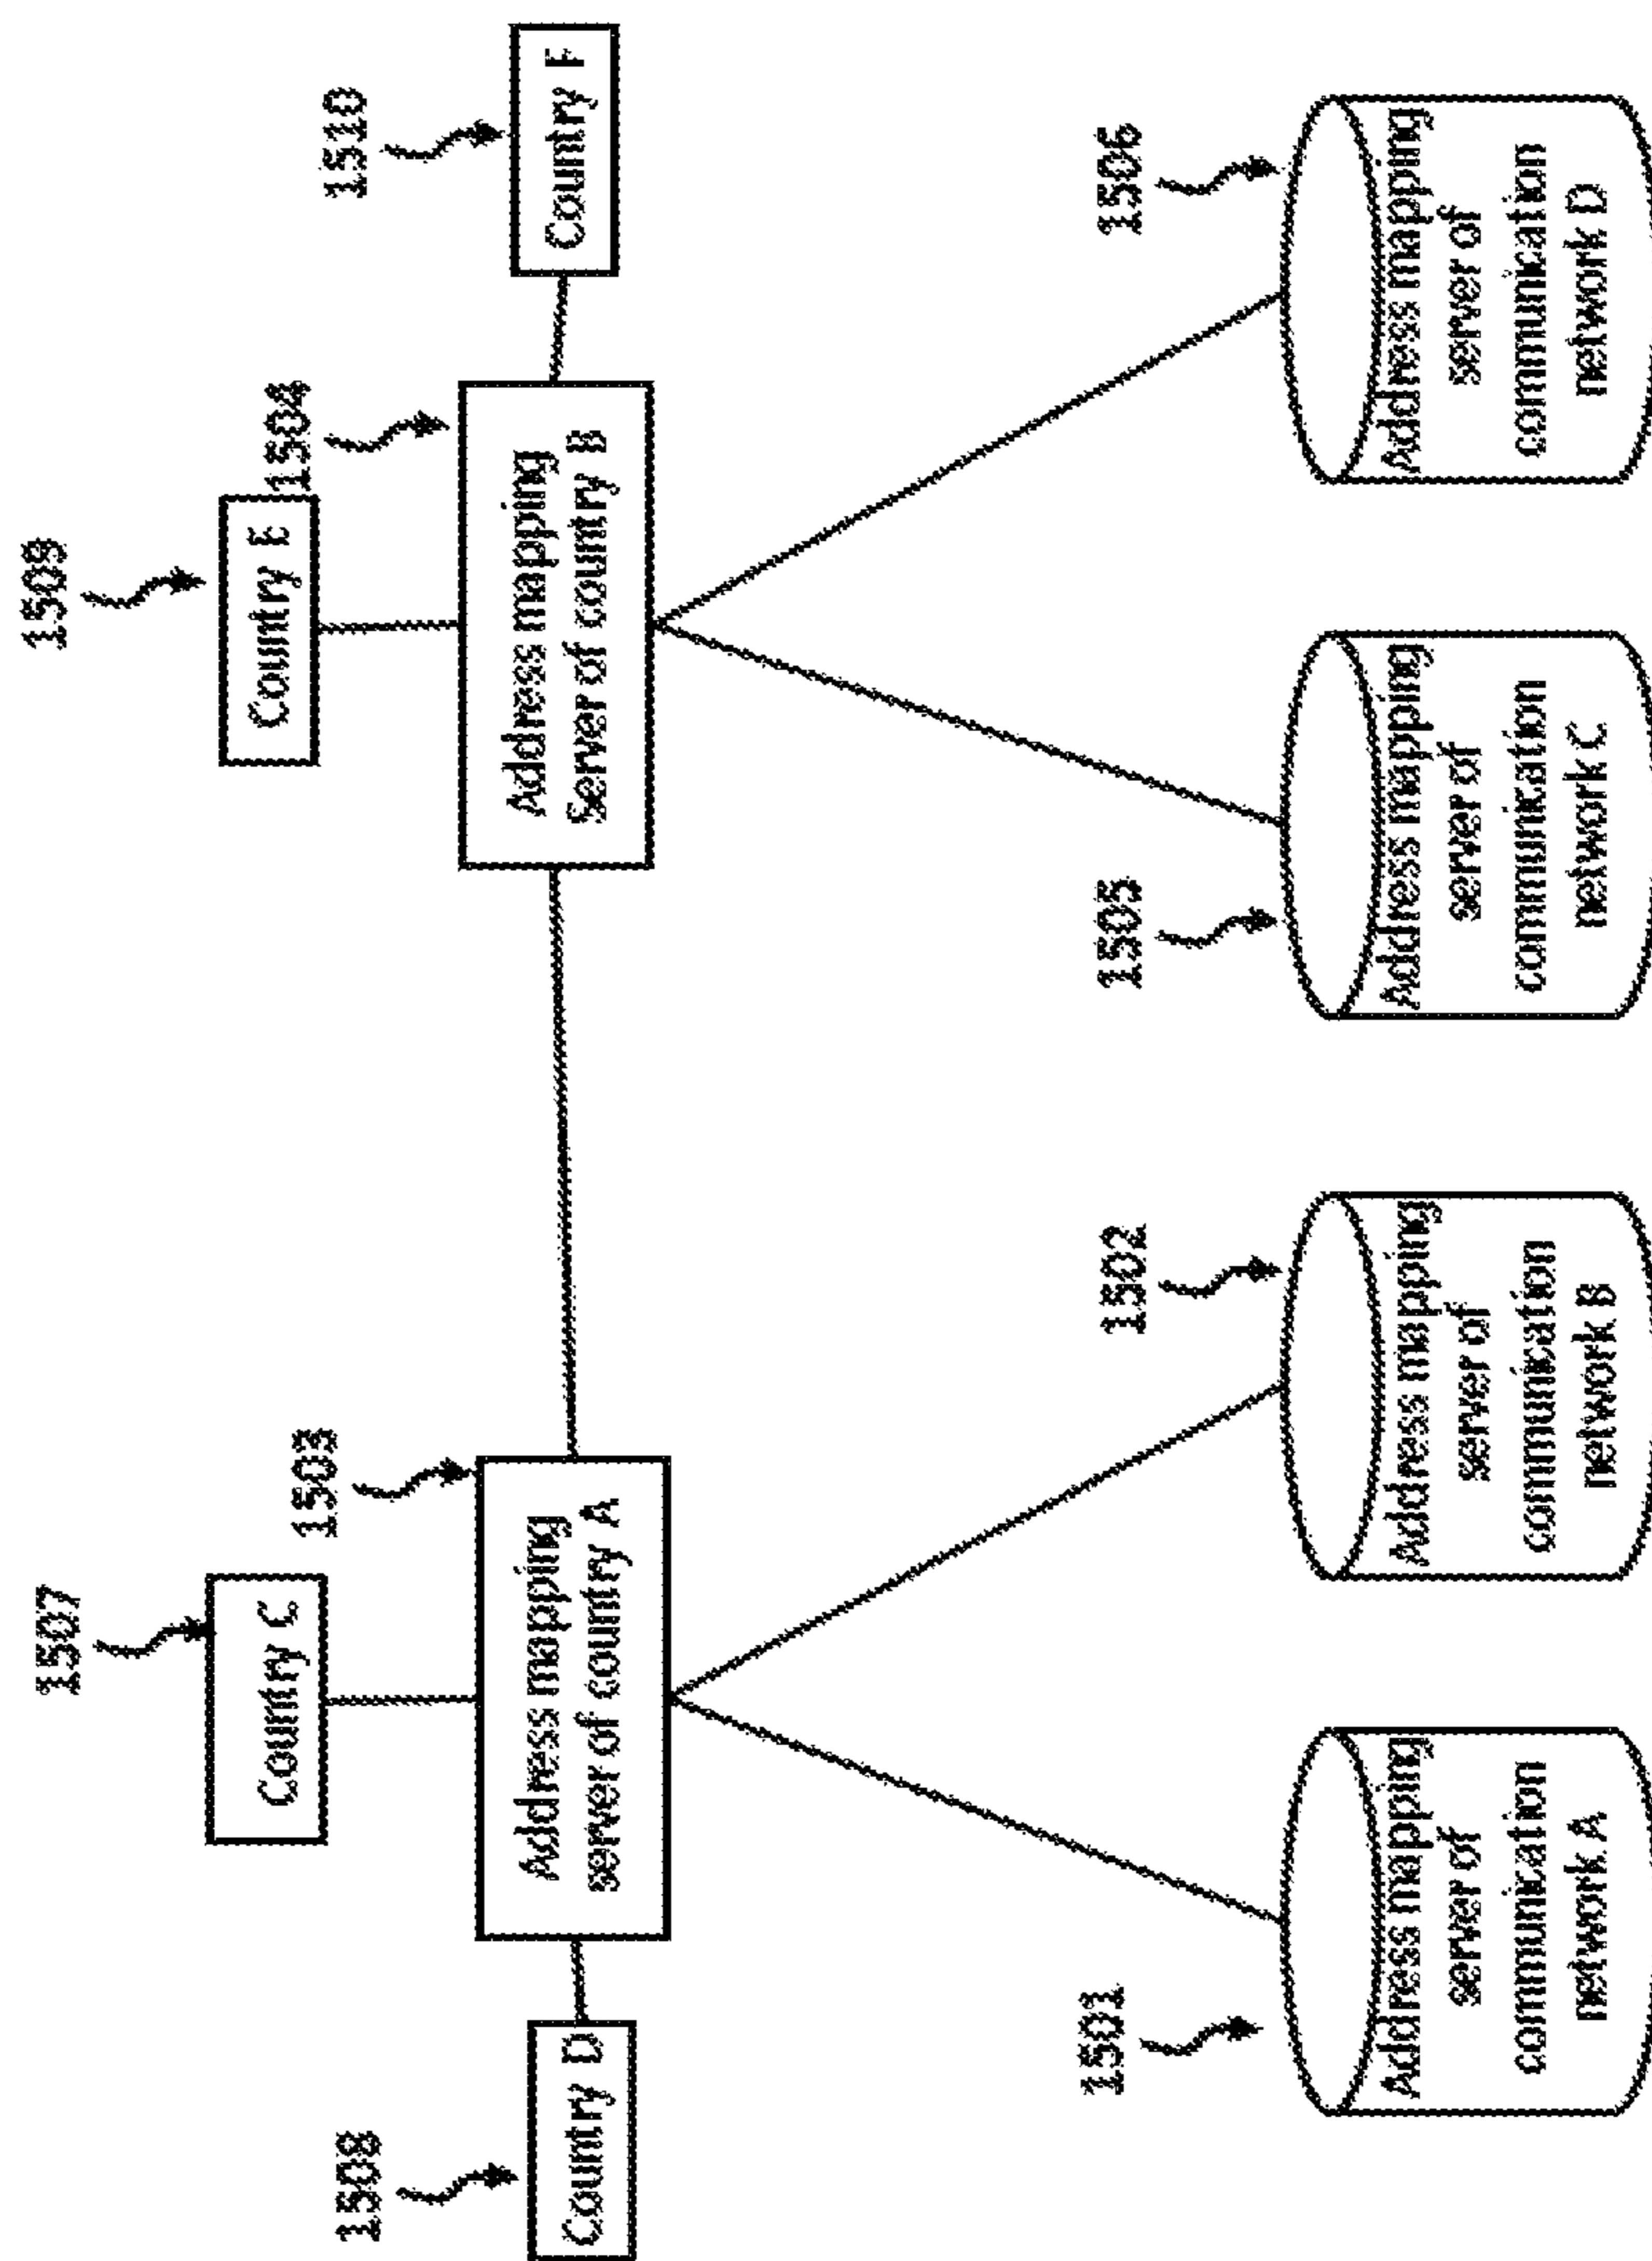 1507
Country C
1509
Country E
1508
Country D
1503
Address mapping
server of country A
1504
Address mapping
Server of country B
1510
Country F
1501
Address mapping
server of
communication
network A
1502
Address mapping
server of
communication
network B
1505
Address mapping
server of
communication
network C
1506
Address mapping
server of
communication
network D